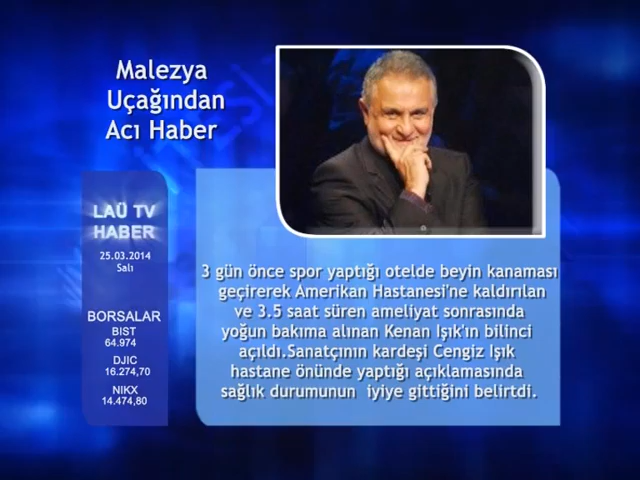 Malezya
Uçağından
Acı Haber
LAÜ TV
HABER
25.03.2014
Salı
BORSALAR
BIST
64.974
DJIC
16.274,70
NIKX
14.474,80
3 gün önce spor yaptığı otelde beyin kanaması
geçirerek Amerikan Hastanesi'ne kaldırılan
ve 3.5 saat süren ameliyat sonrasında
yoğun bakıma alınan Kenan Işık'ın bilinci
açıldı.Sanatçının kardeşi Cengiz Işık
hastane önünde yaptığı açıklamasında
sağlık durumunun iyiye gittiğini belirtdi.